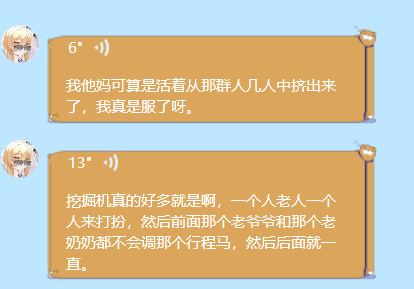 6"
我他妈可算是活着从那群人几人中挤出来
了，我真是服了呀。
13"
挖掘机真的好多就是啊，一个人老人一个
人来打扮，然后前面那个老爷爷和那个老
奶奶都不会调那个行程马，然后后面就一
直。